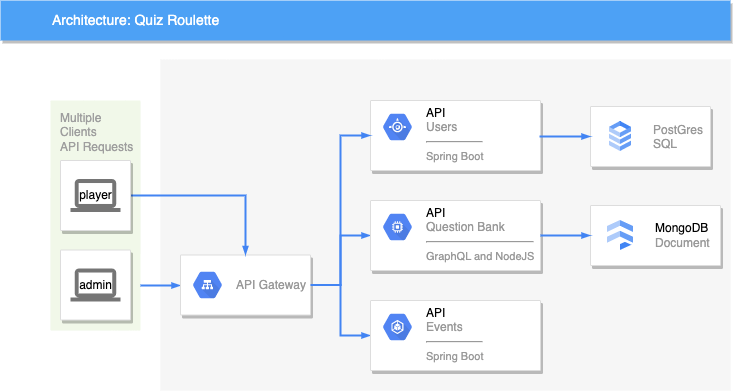 Architecture: Quiz Roulette
Multiple
Clients
API Requests
player
admin
API Gateway
API
Users
Spring Boot
API
Question Bank
GraphQL and NodeJS
API
Events
Spring Boot
PostGres
SQL
MongoDB
Document